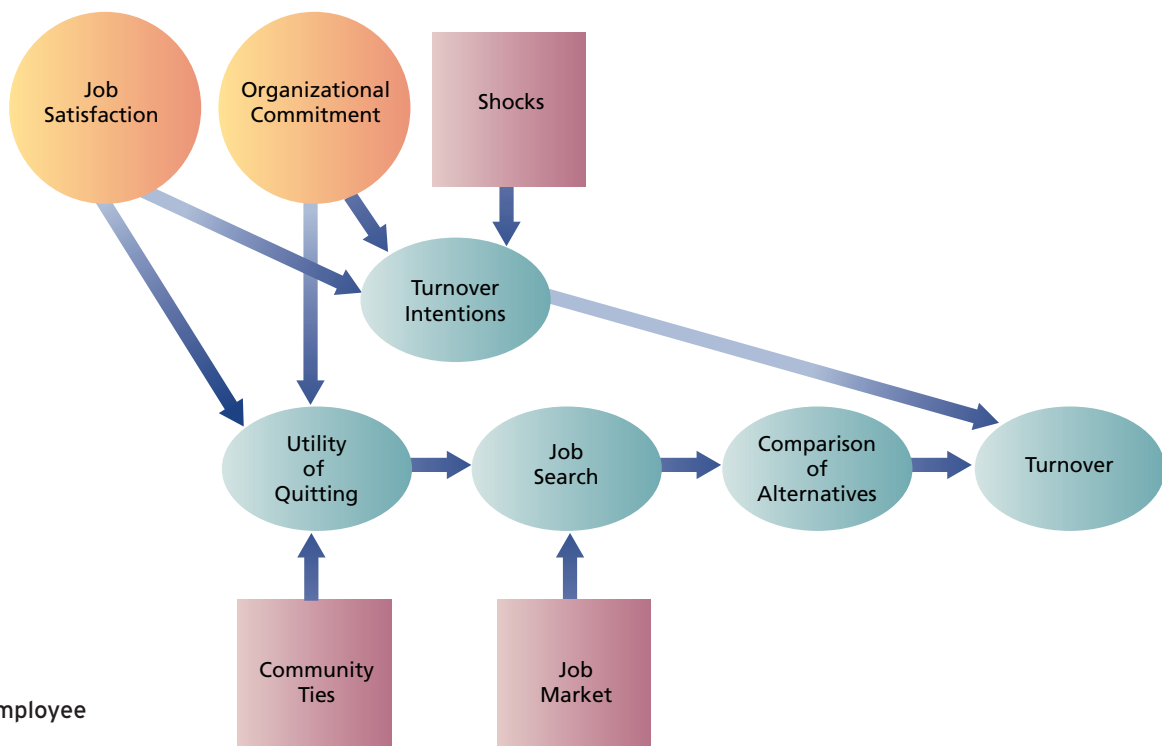 Job
Satisfaction
Organizational
Commitment
Shocks
Turnover
Intentions
Utility
of
Quitting
Job
Search
Comparison
of
Alternatives
Turnover
Community
Ties
Job
Market
mployee